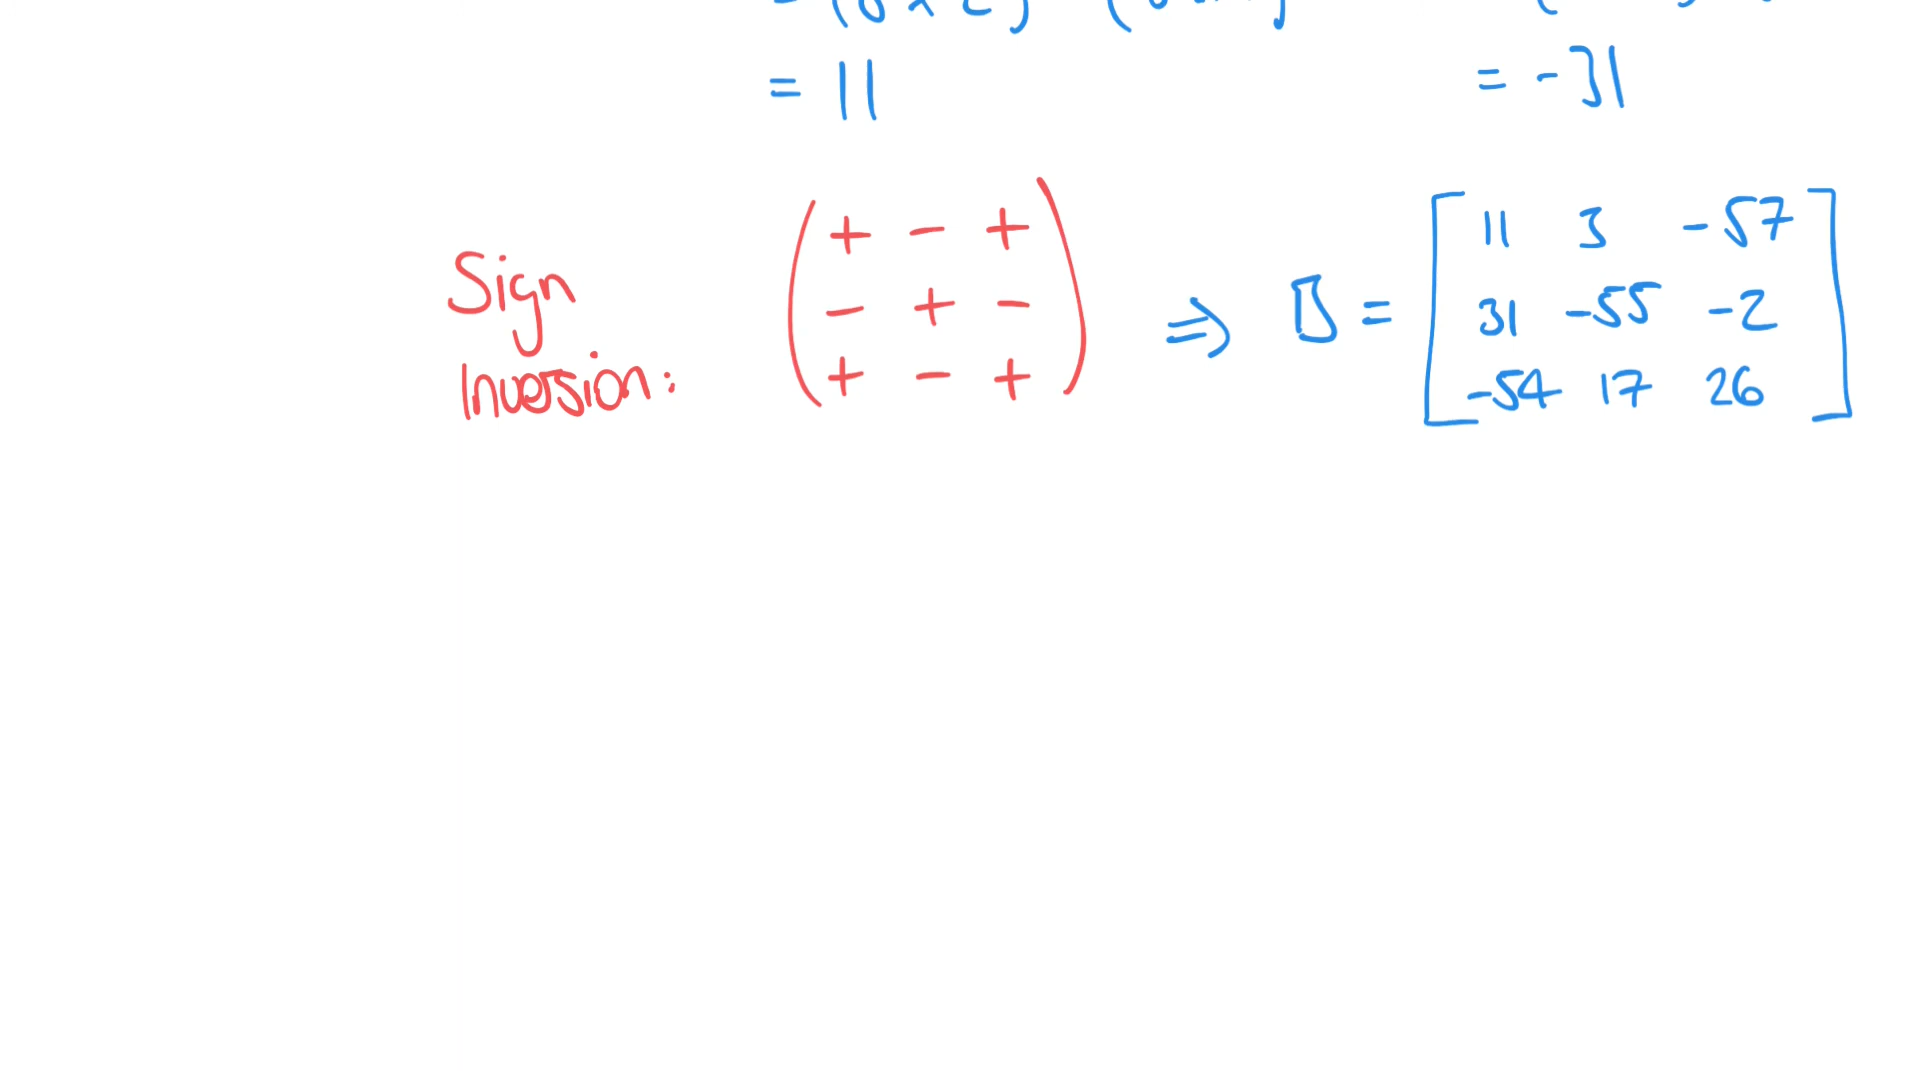 = 11
= -31
Sign Inversion:
+ - +
- + -
+ - +
⇒ B =
11 3 -57
31 -55 -2
-54 17 26